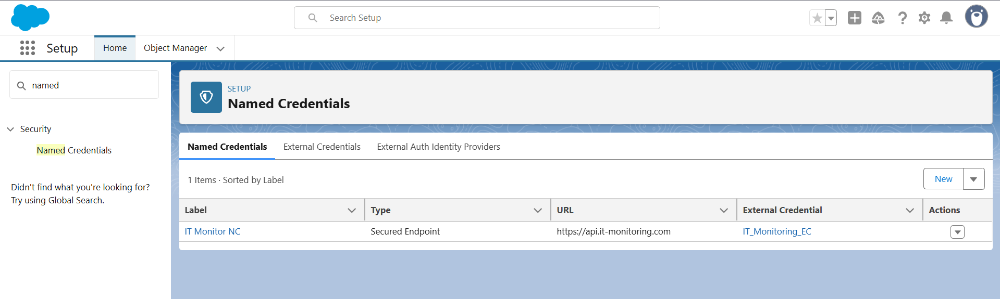 Search Setup
Setup
Home
Object Manager
named
Security
Named Credentials
Didn't find what you're looking for?
Try using Global Search.
SETUP
Named Credentials
Named Credentials External Credentials External Auth Identity Providers
1 Items · Sorted by Label
New
Label Type URL External Credential Actions
IT Monitor NC Secured Endpoint https://api.it-monitoring.com IT_Monitoring_EC